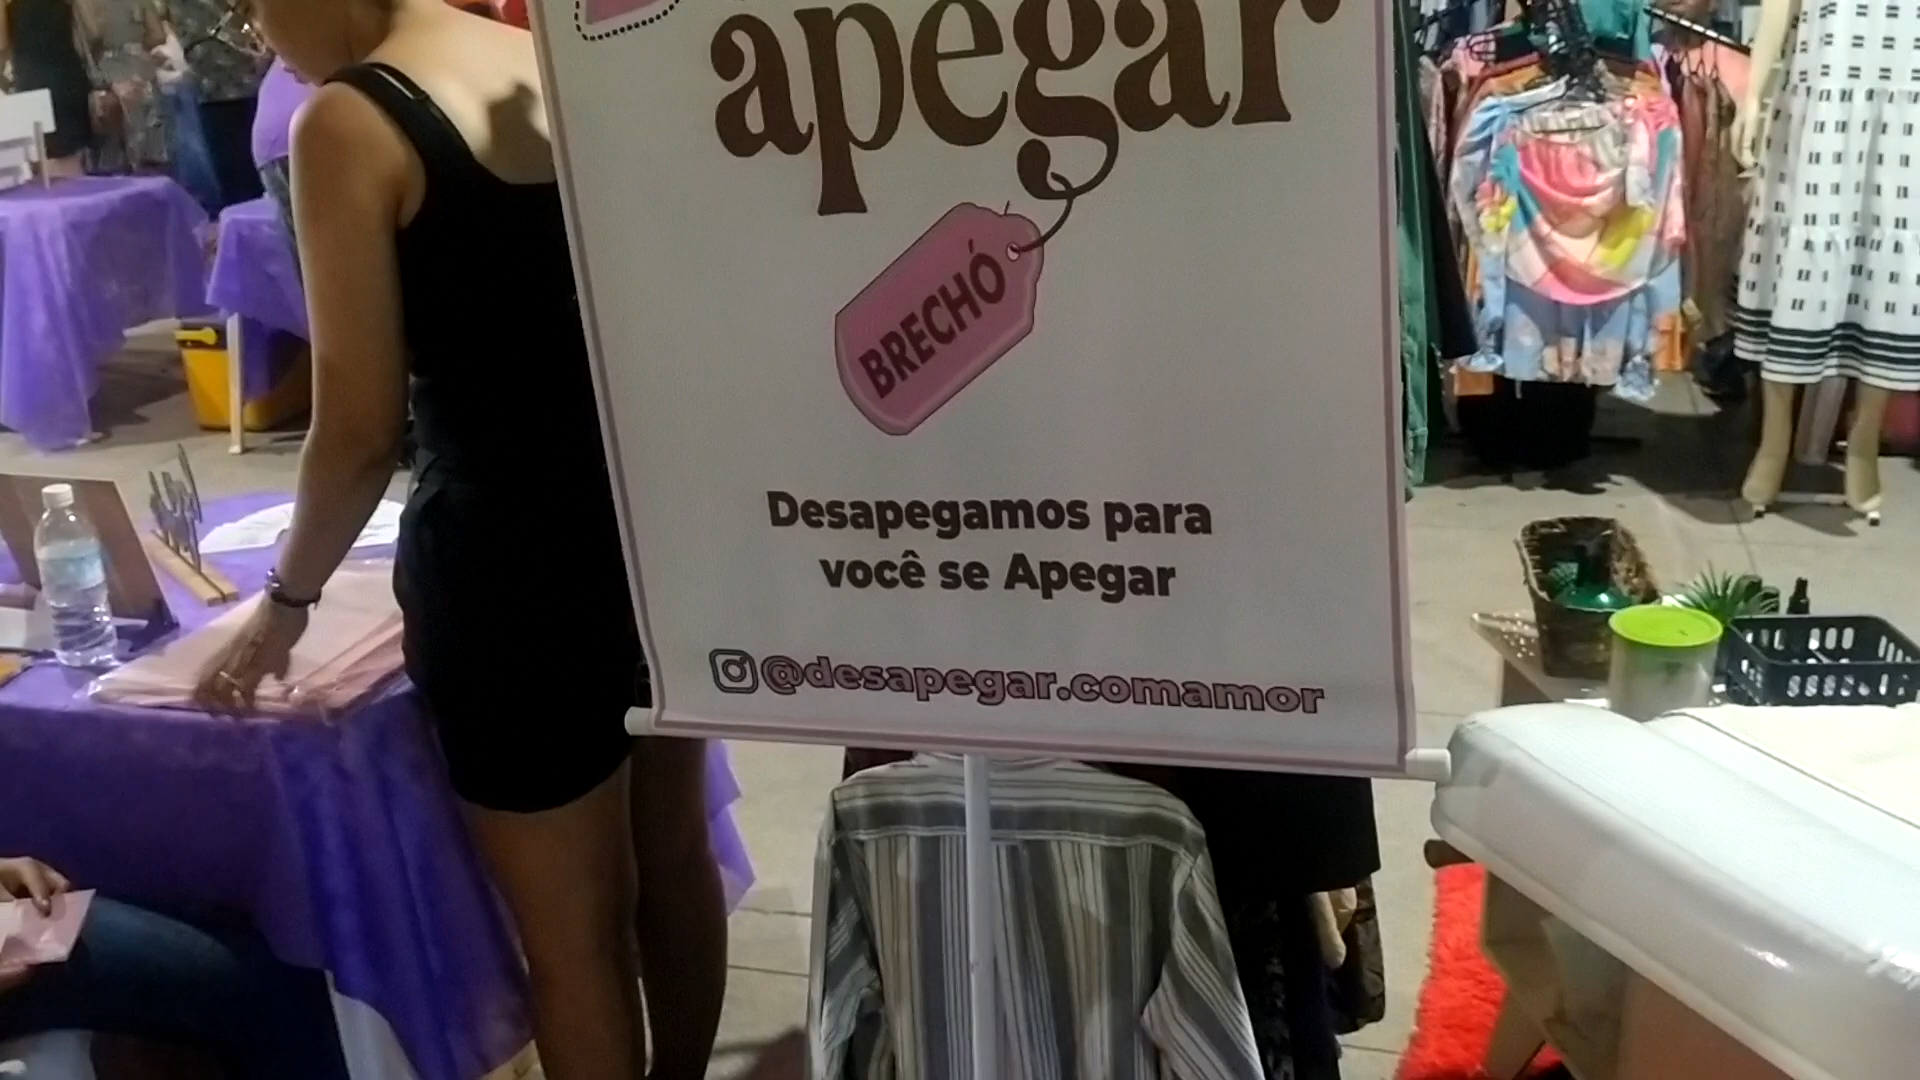 apegar
BRECHÓ
Desapegamos para
você se Apegar
@desapegar.comamor